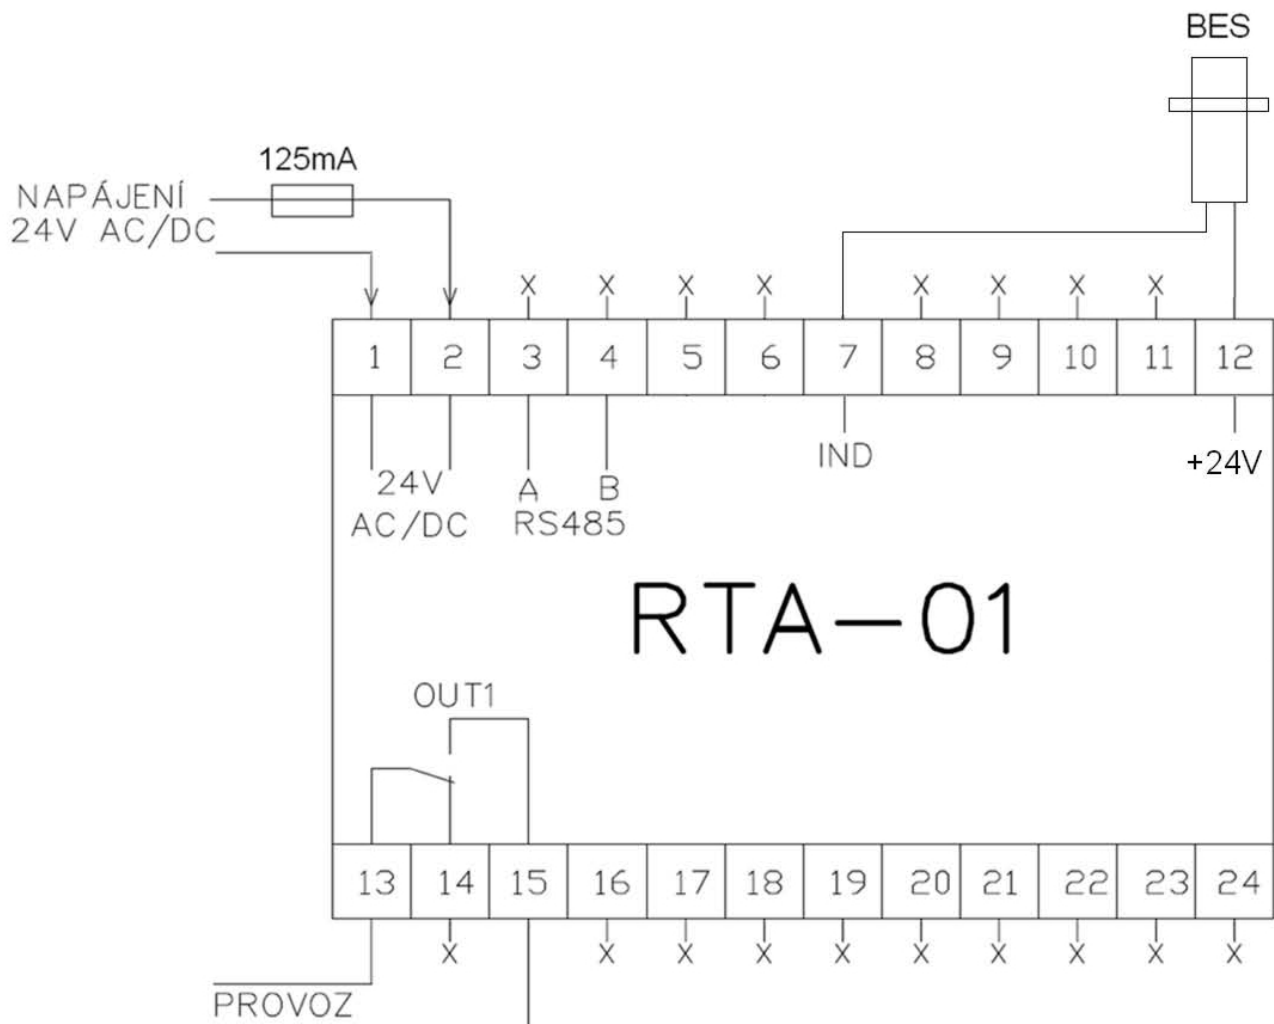 BES
125mA
NAPÁJENÍ
24V AC/DC
X X X X X X X X
1 2 3 4 5 6 7 8 9 10 11 12
IND
+24V
24V
AC/DC
A B
RS485
RTA-01
OUT1
13 14 15 16 17 18 19 20 21 22 23 24
X X X X X X X X X X
PROVOZ